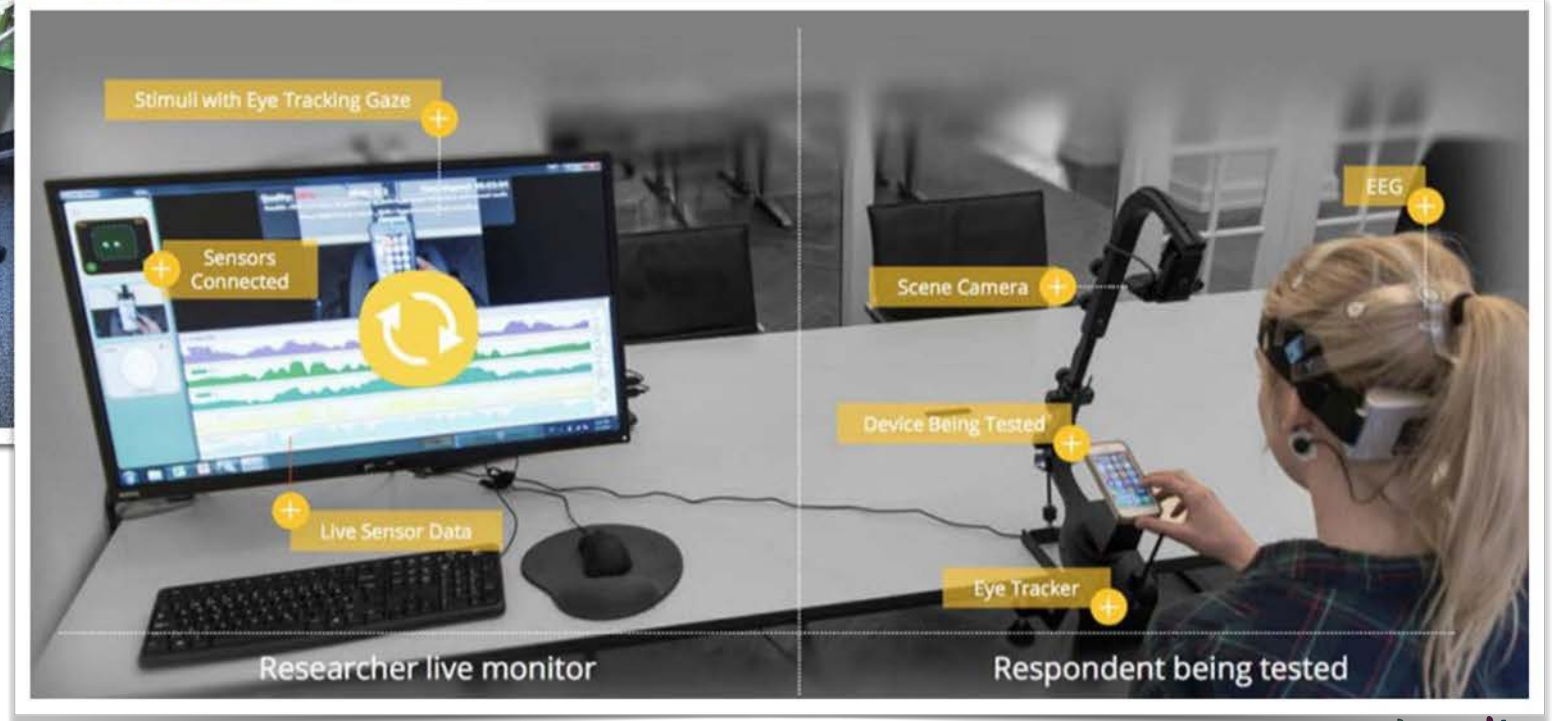 Stimuli with Eye Tracking Gaze
EEG
Sensors
Connected
Scene Camera
Device Being Tested
Live Sensor Data
Eye Tracker
Researcher live monitor
Respondent being tested